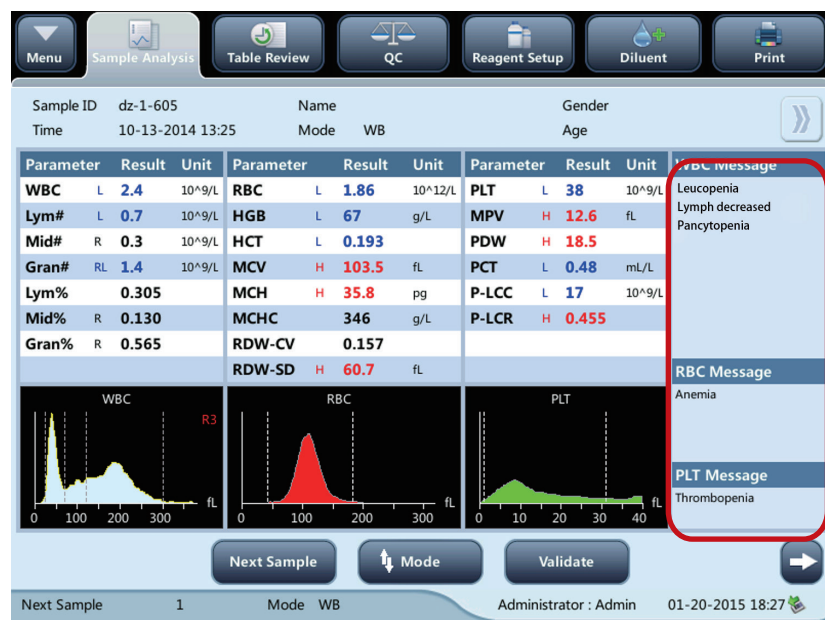 Menu
Sample Analysis
Table Review
QC
Reagent Setup
Diluent
Print
Sample ID dz-1-605 Name Gender
Time 10-13-2014 13:25 Mode WB Age
Parameter Result Unit Parameter Result Unit Parameter Result Unit WBC Message
WBC L 2.4 10^9/L RBC L 1.86 10^12/L PLT L 38 10^9/L Leucopenia
Lym# L 0.7 10^9/L HGB L 67 g/L MPV H 12.6 fL Lymph decreased
Mid# R 0.3 10^9/L HCT L 0.193 PDW H 18.5 Pancytopenia
Gran# RL 1.4 10^9/L MCV H 103.5 fL PCT L 0.48 mL/L
Lym% 0.305 MCH H 35.8 pg P-LCC L 17 10^9/L
Mid% R 0.130 MCHC 346 g/L P-LCR H 0.455
Gran% R 0.565 RDW-CV 0.157
RDW-SD H 60.7 fL RBC Message
Anemia
WBC RBC PLT
R3
PLT Message
Thrombopenia
fL fL fL
0 100 200 300 0 100 200 300 0 10 20 30 40
Next Sample Mode Validate
Next Sample 1 Mode WB Administrator : Admin 01-20-2015 18:27